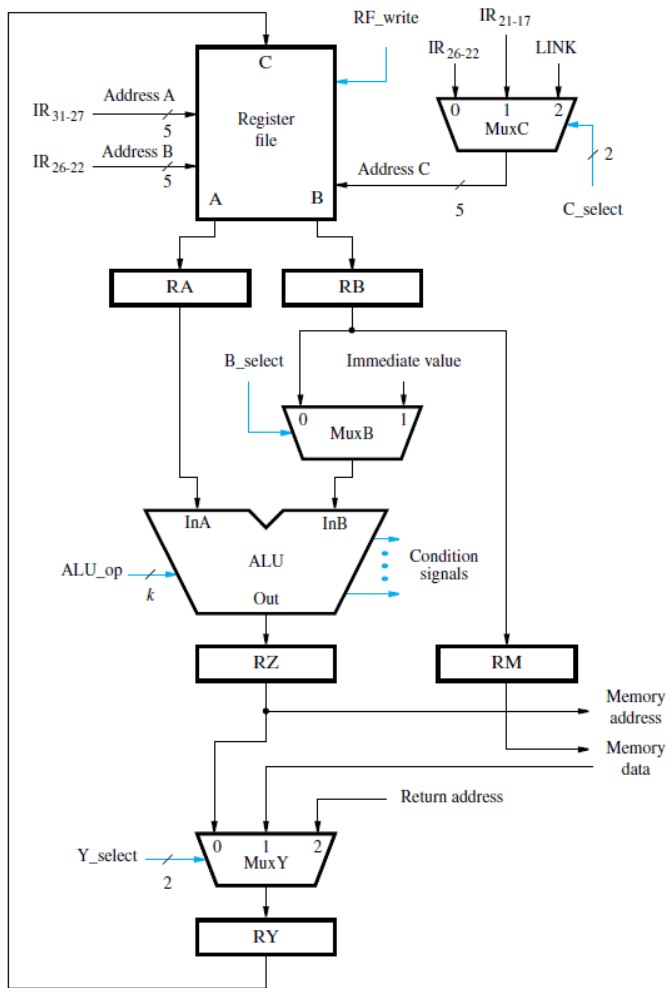 RF_write
IR21-17
IR26-22
LINK
C
0 1 2
MuxC
Address A
IR31-27
5
Register
file
Address B
IR26-22
5
Address C
5
2
C_select
A
B
RA
RB
B_select
Immediate value
0 1
MuxB
InA
InB
ALU_op
k
ALU
Condition
signals
Out
RZ
RM
Memory
address
Memory
data
Return address
0 1 2
Y_select
2
MuxY
RY